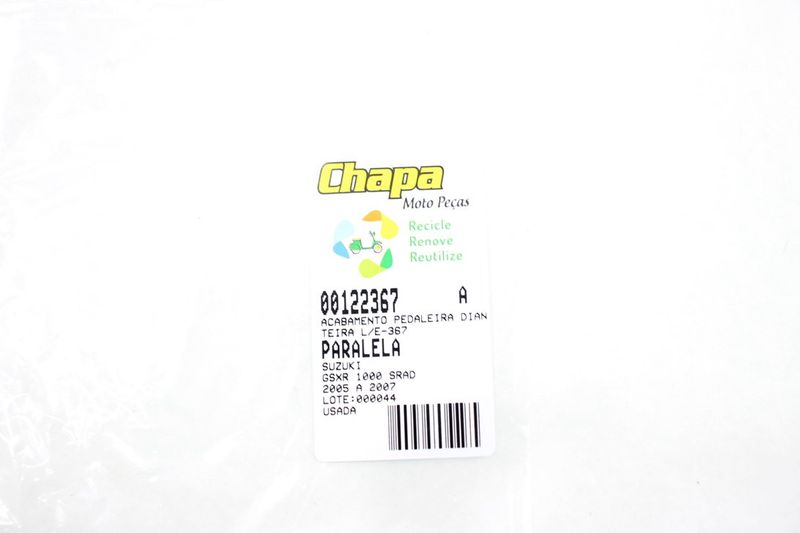 Chapa
Moto Peças
Recicle
Renove
Reutilize
00122367 A
ACABAMENTO PEDALEIRA DIAN
TEIRA L/E-367
PARALELA
SUZUKI
GSXR 1000 SRAD
2005 A 2007
LOTE:000044
USADA